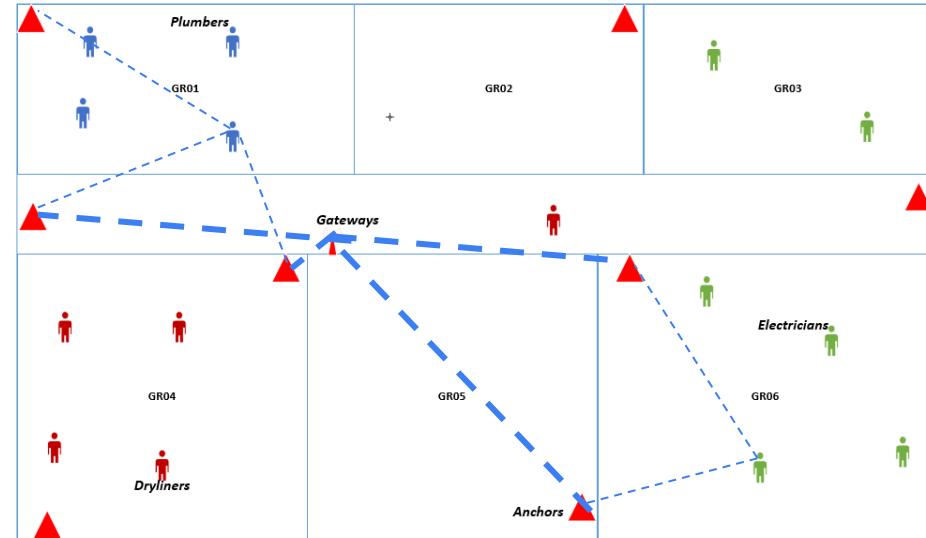 Plumbers
GR01
GR02
GR03
Gateways
Electricians
GR04
GR05
GR06
Dryliners
Anchors